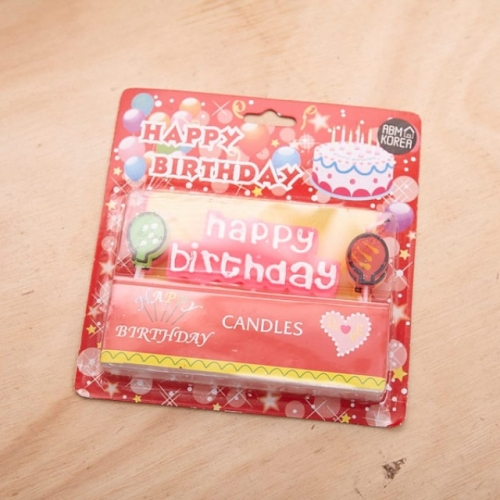 HAPPY
BIRTHDAY
ABM
KOREA
happy
birthday
HAPPY
BIRTHDAY
CANDLES